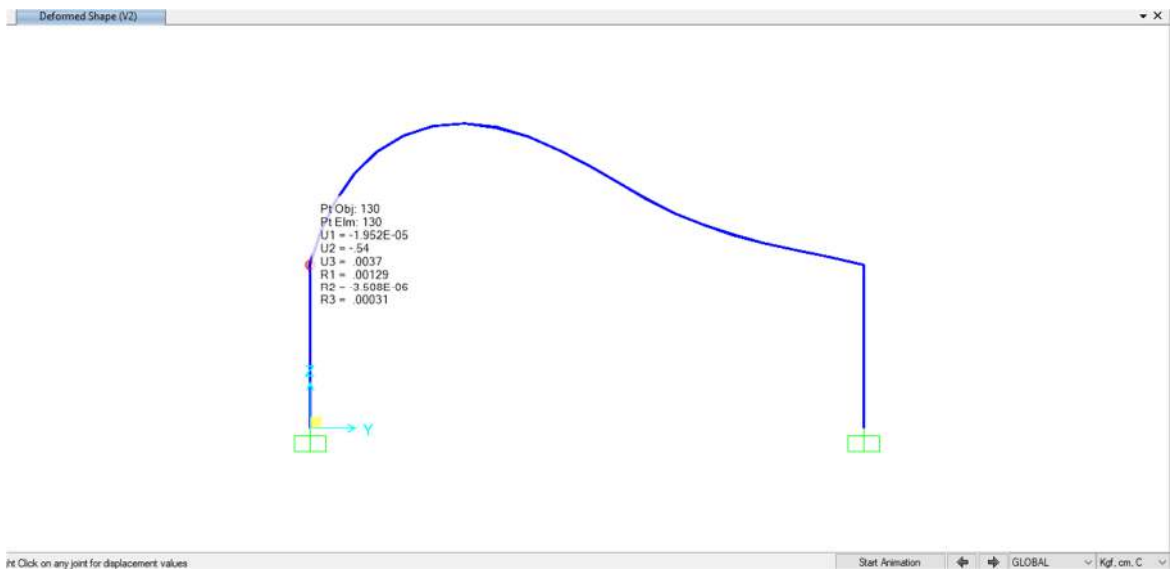 Deformed Shape (V2)
Pt Obj: 130
Pt Elm: 130
U1 = -1.952E-05
U2 = -.54
U3 = .0037
R1 = .00129
R2 = -3.508E-06
R3 = .00031
Z
Y
ht Click on any joint for displacement values
Start Animation
GLOBAL
Kgf, cm, C